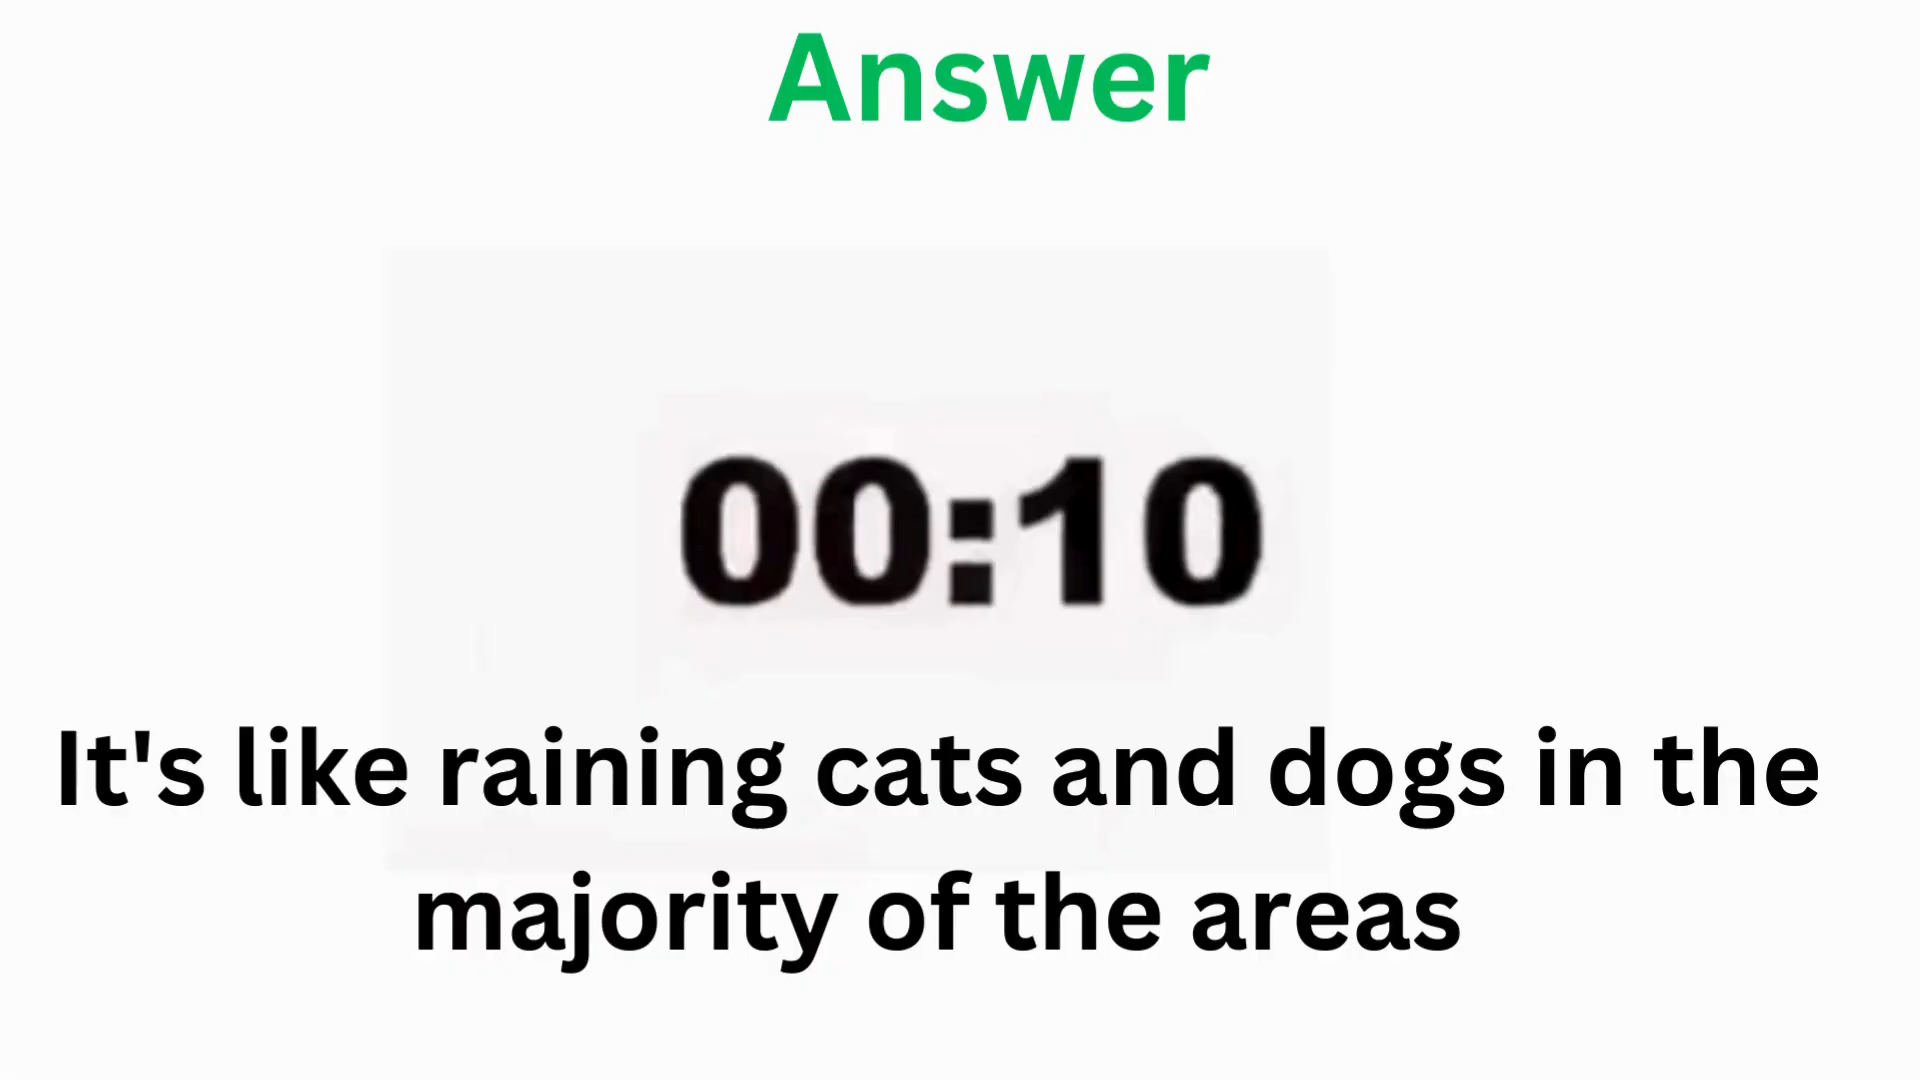 Answer
00:10
It's like raining cats and dogs in the
majority of the areas